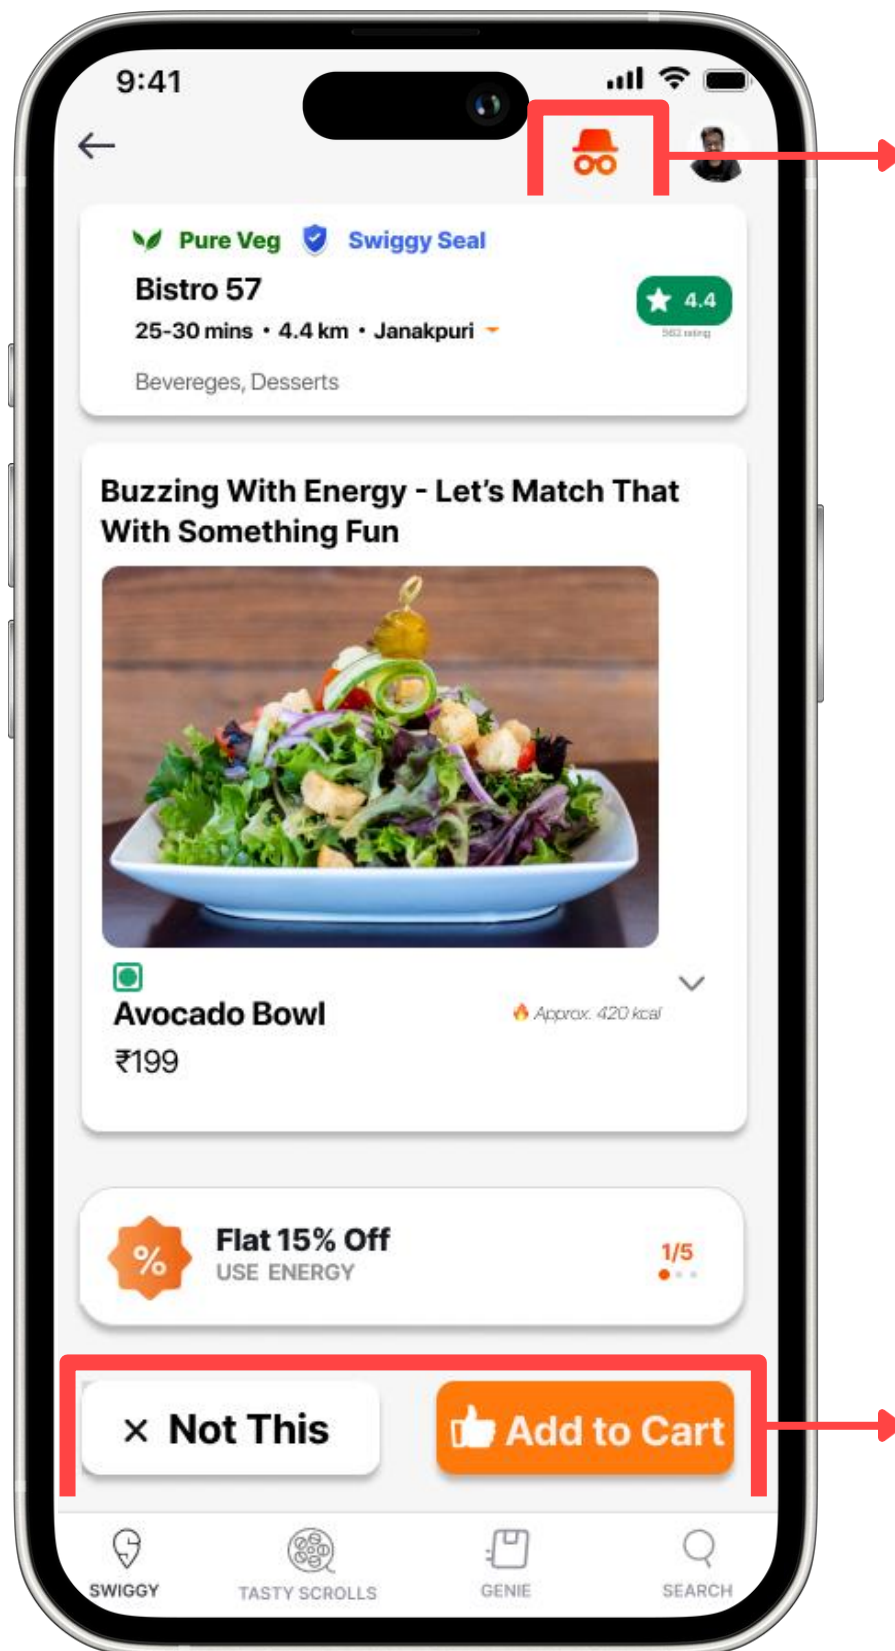 9:41
Pure Veg Swiggy Seal
Bistro 57
4.4
25-30 mins • 4.4 km • Janakpuri
562 rating
Bevereges, Desserts
Buzzing With Energy - Let's Match That
With Something Fun
Avocado Bowl
Approx. 420 kcal
₹199
%
Flat 15% Off
USE ENERGY
1/5
× Not This
Add to Cart
SWIGGY
TASTY SCROLLS
GENIE
SEARCH